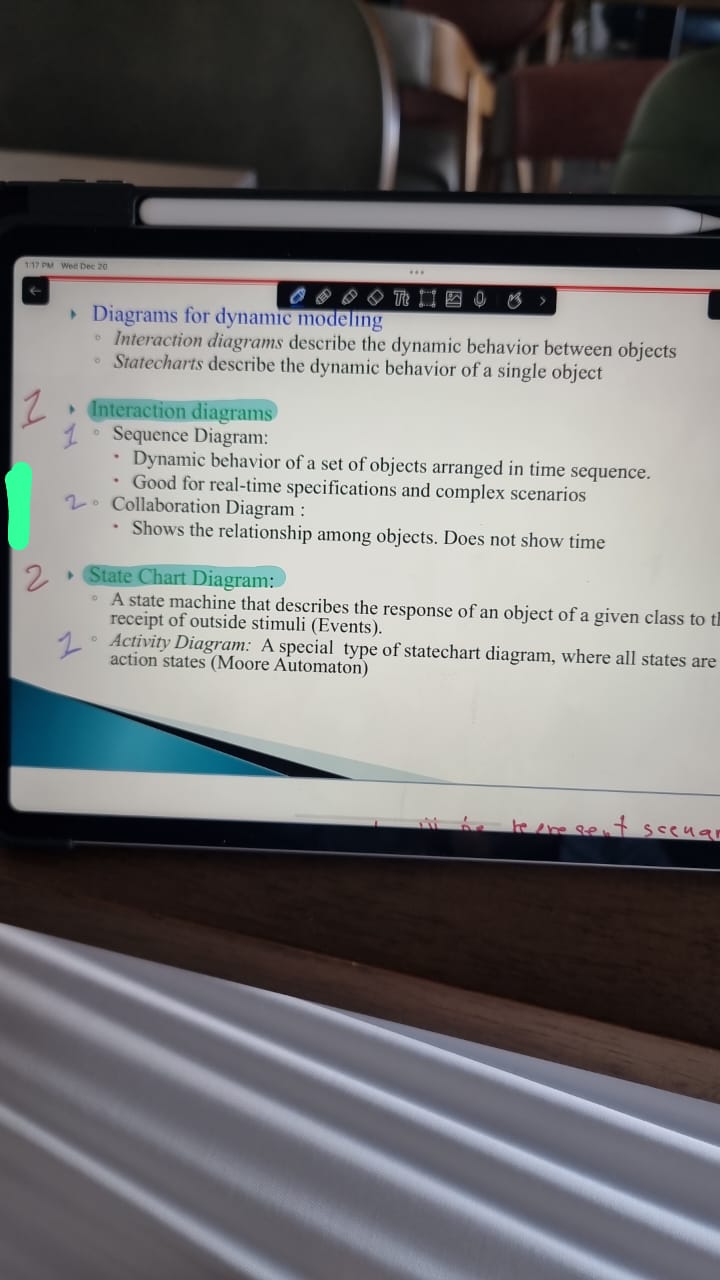 1:17 PM Wed Dec 20
Tt
Diagrams for dynamic modeling
Interaction diagrams describe the dynamic behavior between objects
Statecharts describe the dynamic behavior of a single object
1 Interaction diagrams
1 Sequence Diagram:
Dynamic behavior of a set of objects arranged in time sequence.
Good for real-time specifications and complex scenarios
2 Collaboration Diagram :
Shows the relationship among objects. Does not show time
2 State Chart Diagram:
A state machine that describes the response of an object of a given class to
receipt of outside stimuli (Events).
1 Activity Diagram: A special type of statechart diagram, where all states are
action states (Moore Automaton)
represent